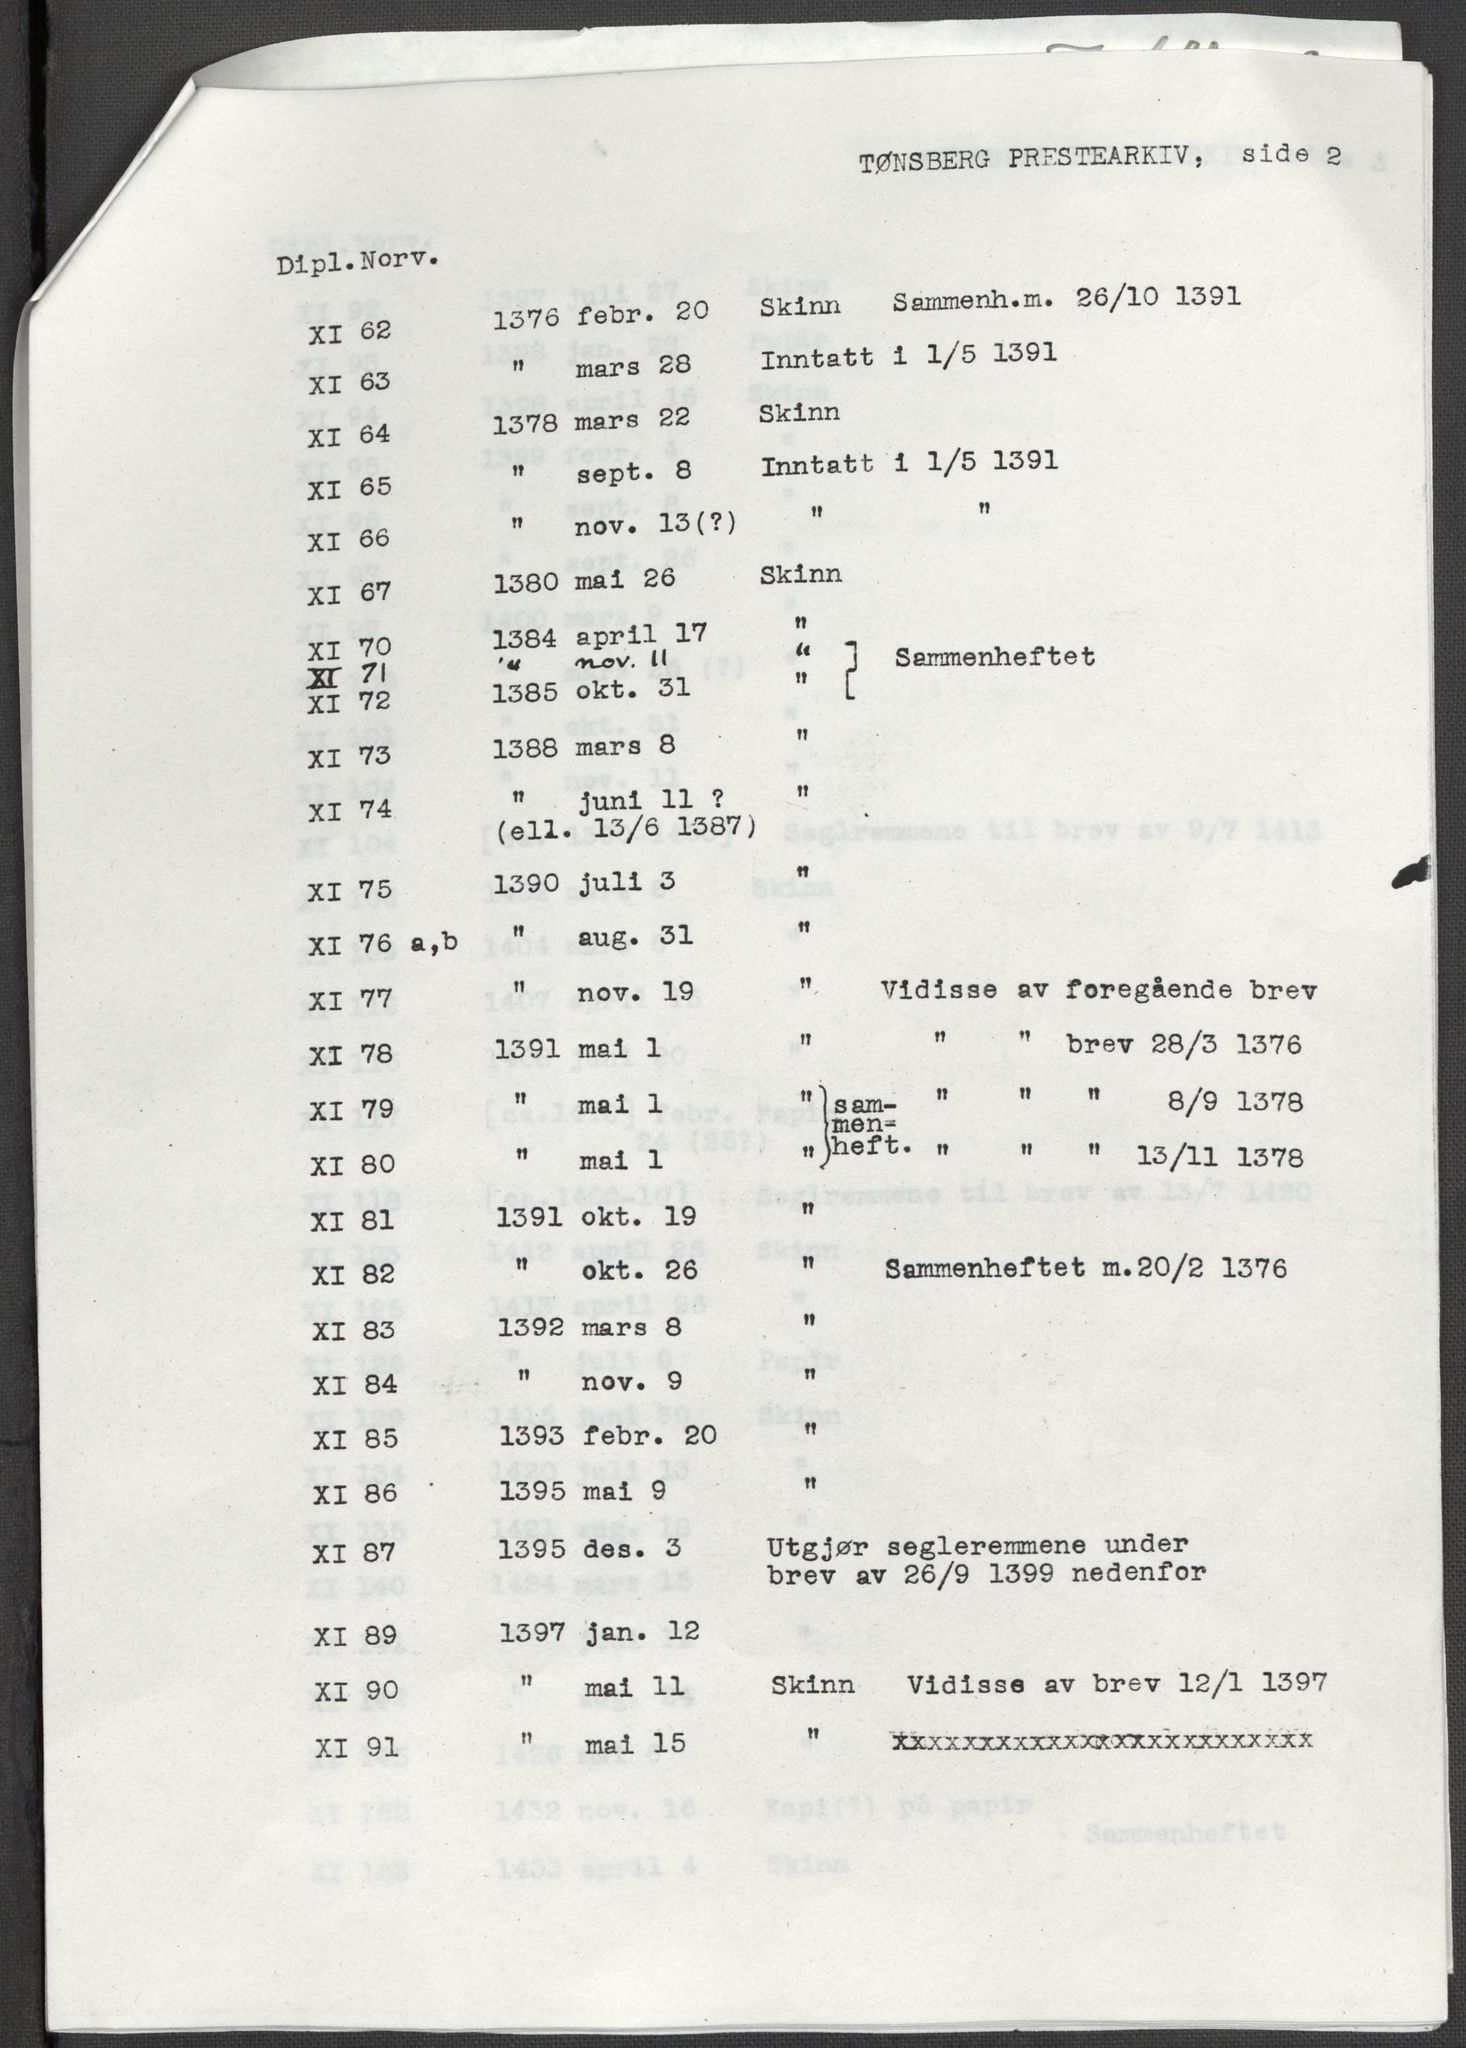 TØNSBERG PRESTEARKIV, side 2
Dipl.Norv.
XI 62 1376 febr. 20 Skinn Sammenh.m. 26/10 1391
XI 63 " mars 28 Inntatt i 1/5 1391
XI 64 1378 mars 22 Skinn
XI 65 " sept. 8 Inntatt i 1/5 1391
XI 66 " nov. 13(?) " "
XI 67 1380 mai 26 Skinn
XI 70 1384 april 17 "
XI 71 " nov. 11 " ] Sammenheftet
XI 72 1385 okt. 31 " [
XI 73 1388 mars 8 "
XI 74 " juni 11 ? "
(ell. 13/6 1387)
XI 75 1390 juli 3 "
XI 76 a,b " aug. 31 "
XI 77 " nov. 19 " Vidisse av foregående brev
XI 78 1391 mai 1 " " " brev 28/3 1376
XI 79 " mai 1 " sam- " " " 8/9 1378
men=
XI 80 " mai 1 " heft. " " " 13/11 1378
XI 81 1391 okt. 19 "
XI 82 " okt. 26 " Sammenheftet m.20/2 1376
XI 83 1392 mars 8 "
XI 84 " nov. 9 "
XI 85 1393 febr. 20 "
XI 86 1395 mai 9 "
XI 87 1395 des. 3 Utgjør segleremmene under
brev av 26/9 1399 nedenfor
XI 89 1397 jan. 12
XI 90 " mai 11 Skinn Vidisse av brev 12/1 1397
XI 91 " mai 15 " xxxxxxxxxxxxxxxxxxxxxxxx